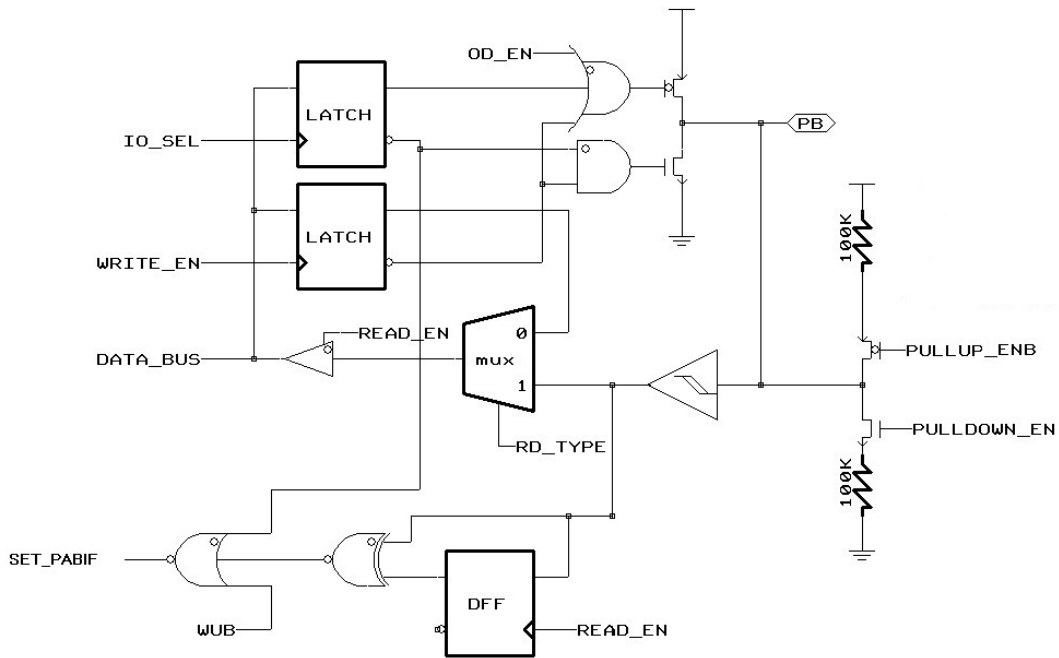 OD_EN
LATCH
PB
IO_SEL
LATCH
100K
WRITE_EN
READ_EN
0
PULLUP_ENB
DATA_BUS
mux
1
PULLDOWN_EN
RD_TYPE
100K
SET_PABIF
DFF
WUB
READ_EN